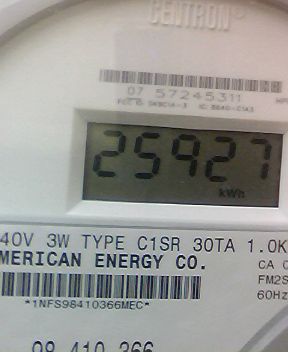 CENTRON®
07 57245311
25927
kWh
40V 3W TYPE C1SR 30TA 1.0K
MERICAN ENERGY CO.
CA
FM2S
60Hz
*1NFS98410366MEC*
98 410 366